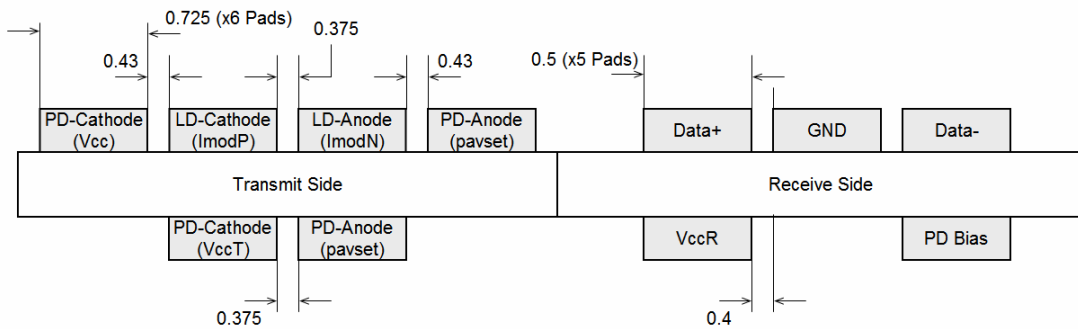 0.725 (x6 Pads)
0.375
0.43
0.43
0.5 (x5 Pads)
PD-Cathode
(Vcc)
LD-Cathode
(ImodP)
LD-Anode
(ImodN)
PD-Anode
(pavset)
Data+
GND
Data-
Transmit Side
Receive Side
PD-Cathode
(VccT)
PD-Anode
(pavset)
VccR
PD Bias
0.375
0.4